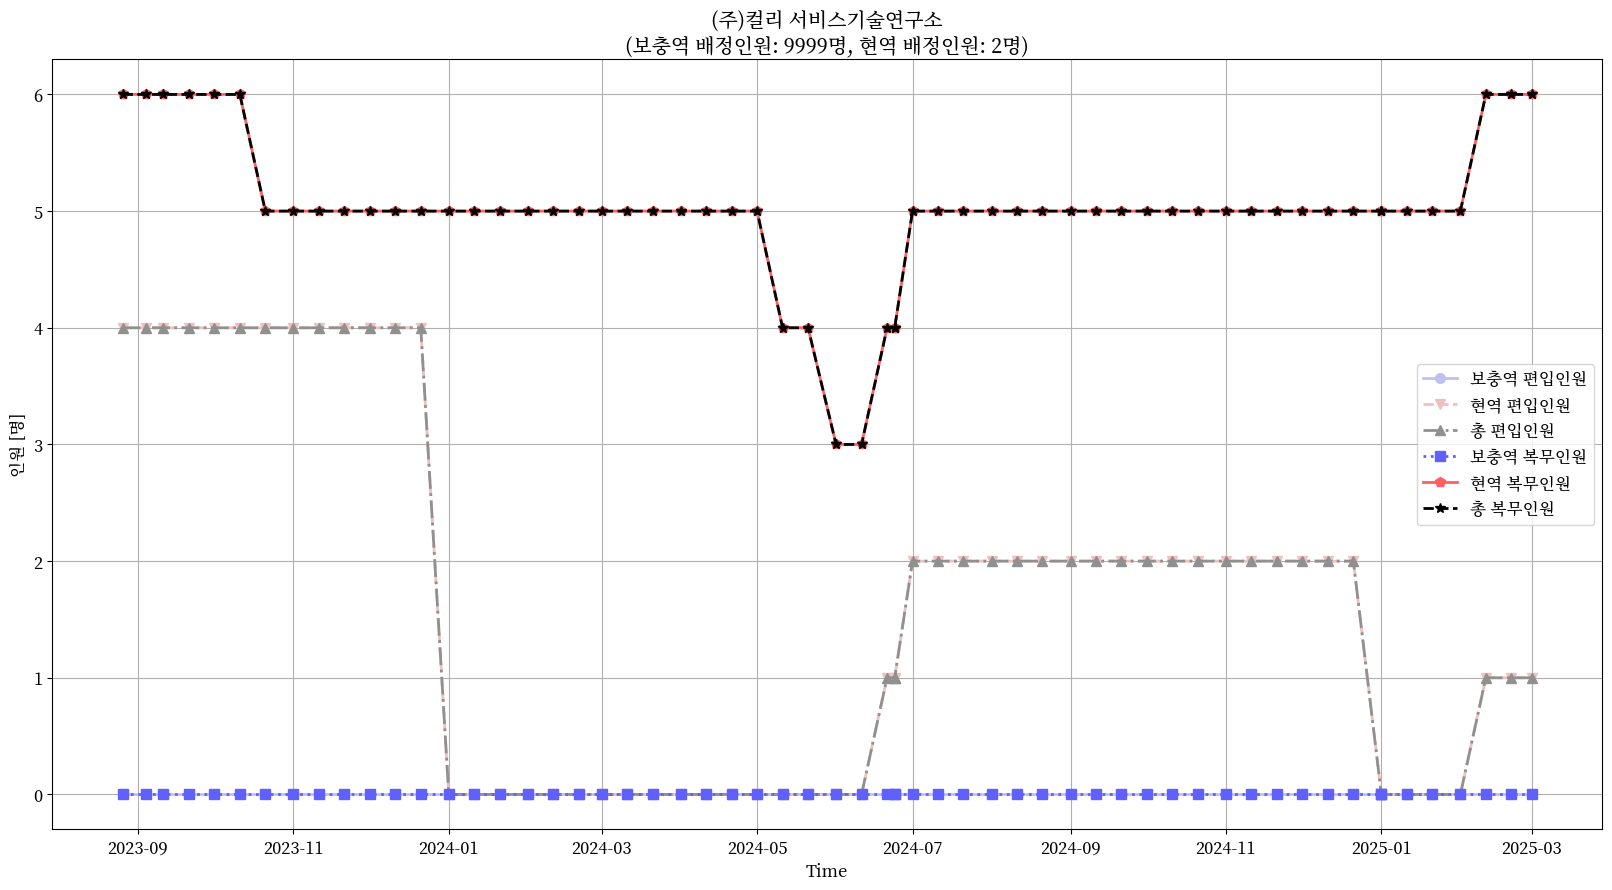 (주)컬리 서비스기술연구소
(보충역 배정인원: 9999명, 현역 배정인원: 2명)
인원 [명]
6
5
4
3
2
1
0
보충역 편입인원
현역 편입인원
총 편입인원
보충역 복무인원
현역 복무인원
총 복무인원
2023-09
2023-11
2024-01
2024-03
2024-05
2024-07
2024-09
2024-11
2025-01
2025-03
Time